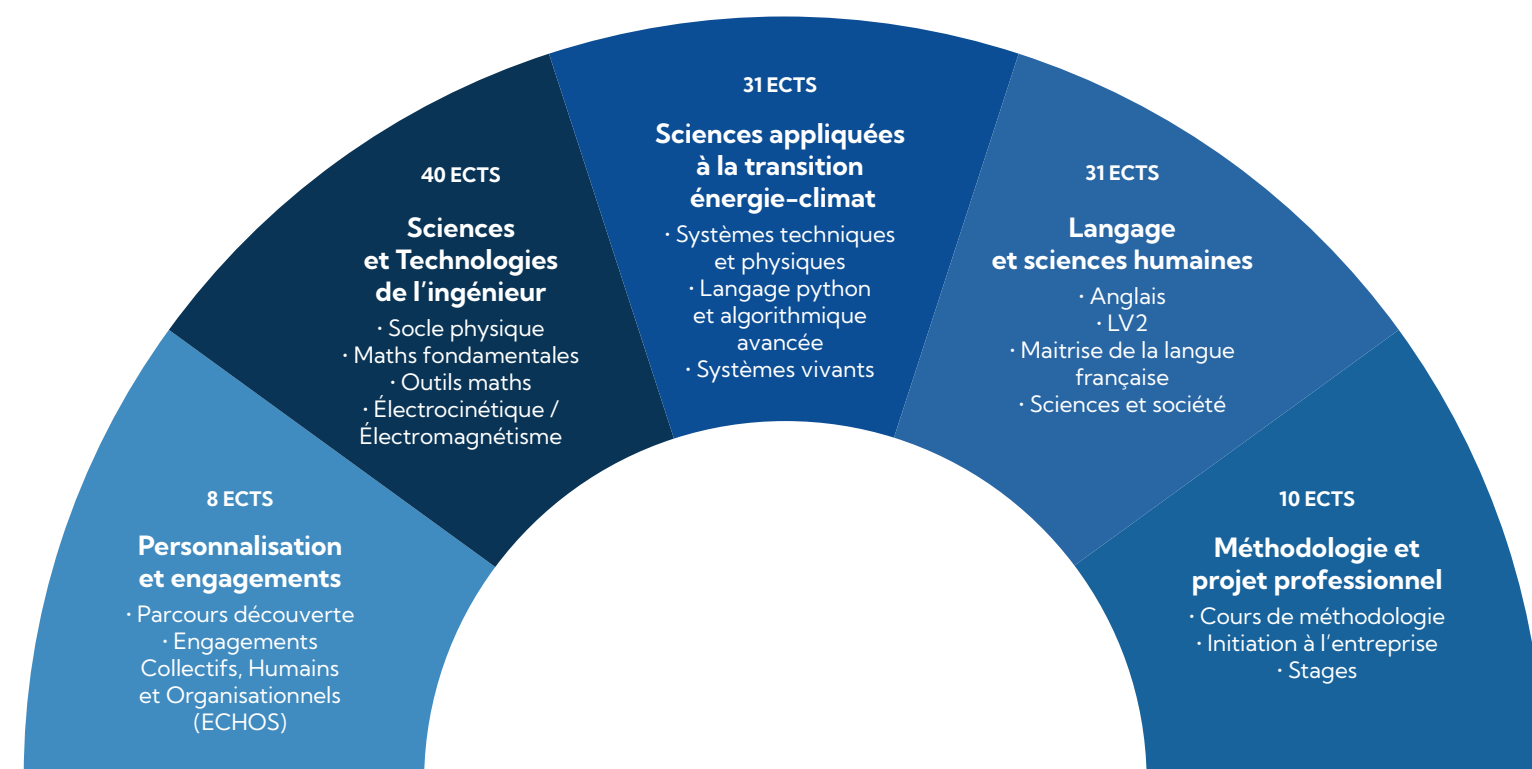 8 ECTS
Personnalisation
et engagements
· Parcours découverte
· Engagements
Collectifs, Humains
et Organisationnels
(ECHOS)
40 ECTS
Sciences
et Technologies
de l’ingénieur
· Socle physique
· Maths fondamentales
· Outils maths
· Électrocinétique /
Électromagnétisme
31 ECTS
Sciences appliquées
à la transition
énergie-climat
· Systèmes techniques
et physiques
· Langage python
et algorithmique
avancée
· Systèmes vivants
31 ECTS
Langage
et sciences humaines
· Anglais
· LV2
· Maitrise de la langue
française
· Sciences et société
10 ECTS
Méthodologie et
projet professionnel
· Cours de méthodologie
· Initiation à l’entreprise
· Stages